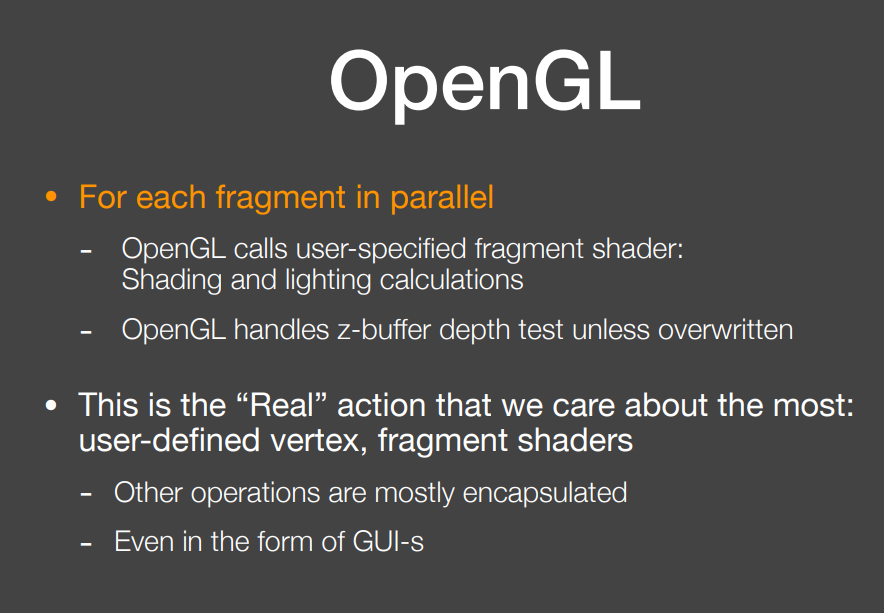 OpenGL
• For each fragment in parallel
- OpenGL calls user-specified fragment shader:
Shading and lighting calculations
- OpenGL handles z-buffer depth test unless overwritten
• This is the “Real” action that we care about the most:
user-defined vertex, fragment shaders
- Other operations are mostly encapsulated
- Even in the form of GUI-s